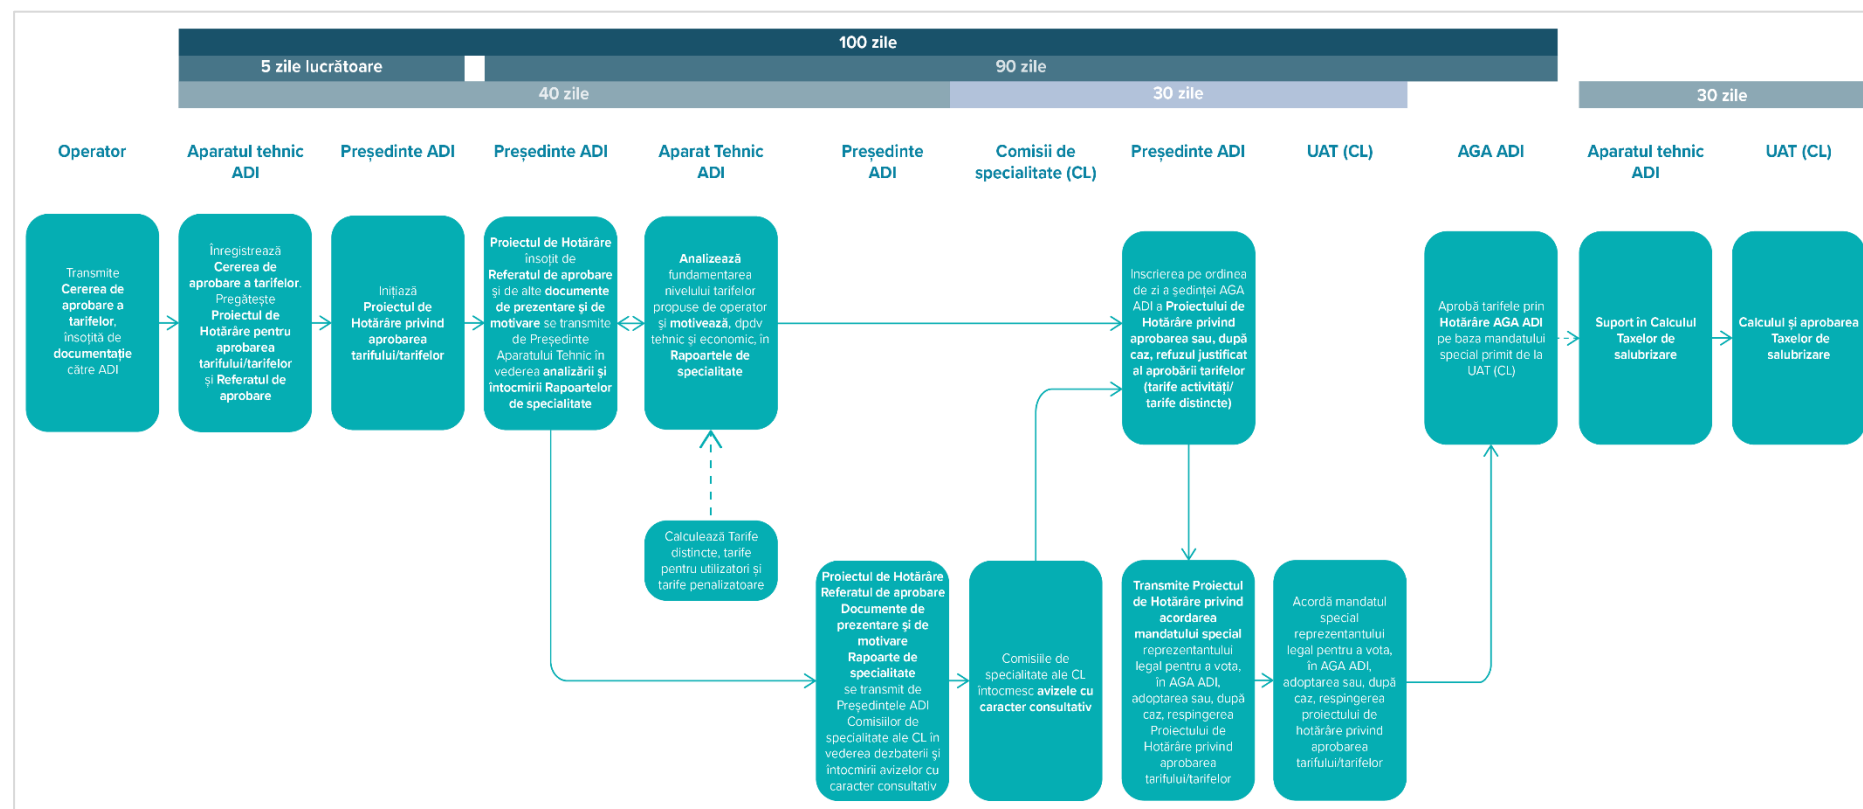 100 zile
5 zile lucrătoare
90 zile
40 zile
30 zile
30 zile
Operator
Aparatul tehnic
ADI
Președinte ADI
Președinte ADI
Aparat Tehnic
ADI
Președinte
ADI
Comisii de
specialitate (CL)
Președinte ADI
UAT (CL)
AGA ADI
Aparatul tehnic
ADI
UAT (CL)
Transmite
Cererea de
aprobare a
tarifelor,
însoțită de
documentație
către ADI
Înregistrează
Cererea de
aprobare a tarifelor.
Pregătește
Proiectul de
Hotărâre pentru
aprobarea
tarifului/tarifelor
și Referatul de
aprobare
Inițiază
Proiectul de
Hotărâre privind
aprobarea
tarifului/tarifelor
Proiectul de Hotărâre
însoțit de
Referatul de aprobare
și de alte documente
de prezentare și de
motivare se transmite
de Președinte
Aparatului Tehnic în
vederea analizării și
întocmirii Rapoartelor
de specialitate
Analizează
fundamentarea
nivelului tarifelor
propuse de operator
și motivează, dpdv
tehnic și economic, în
Rapoartele de
specialitate
Inscrierea pe ordinea
de zi a ședinței AGA
ADI a Proiectului de
Hotărâre privind
aprobarea sau, după
caz, refuzul justificat
al aprobării tarifelor
(tarife activități/
tarife distincte)
Aprobă tarifele prin
Hotărâre AGA ADI
pe baza mandatului
special primit de la
UAT (CL)
Suport in Calculul
Taxelor de
salubrizare
Calculul și aprobarea
Taxelor de
salubrizare
Calculează Tarife
distincte, tarife
pentru utilizatori și
tarife penalizatoare
Proiectul de Hotărâre
Referatul de aprobare
Documente de
prezentare și de
motivare
Rapoarte de
specialitate
se transmit de
Președintele ADI
Comisiilor de
specialitate ale CL în
vederea dezbaterii și
întocmirii avizelor cu
caracter consultativ
Comisiile de
specialitate ale CL
întocmesc avizele cu
caracter consultativ
Transmite Proiectul
de Hotărâre privind
acordarea
mandatului special
reprezentantului
legal pentru a vota,
în AGA ADI,
adoptarea sau, după
caz, respingerea
Proiectului de
Hotărâre privind
aprobarea
tarifului/tarifelor
Acordă mandatul
special
reprezentantului
legal pentru a vota,
în AGA ADI,
adoptarea sau, după
caz, respingerea
proiectului de
hotărâre privind
aprobarea
tarifului/tarifelor